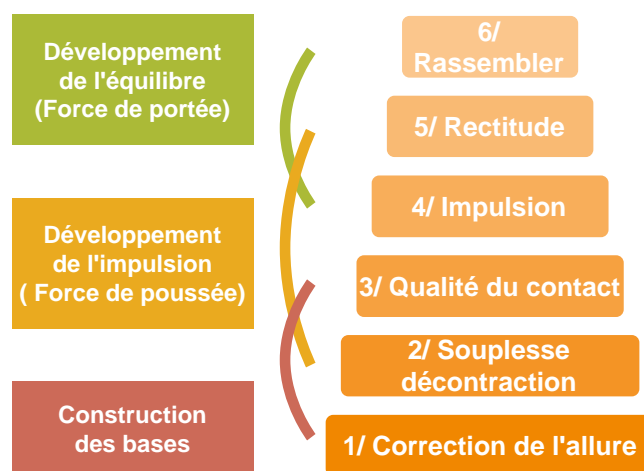 Développement
de l'équilibre
(Force de portée)
Développement
de l'impulsion
( Force de poussée)
Construction
des bases
6/
Rassembler
5/ Rectitude
4/ Impulsion
3/ Qualité du contact
2/ Souplesse
décontraction
1/ Correction de l'allure